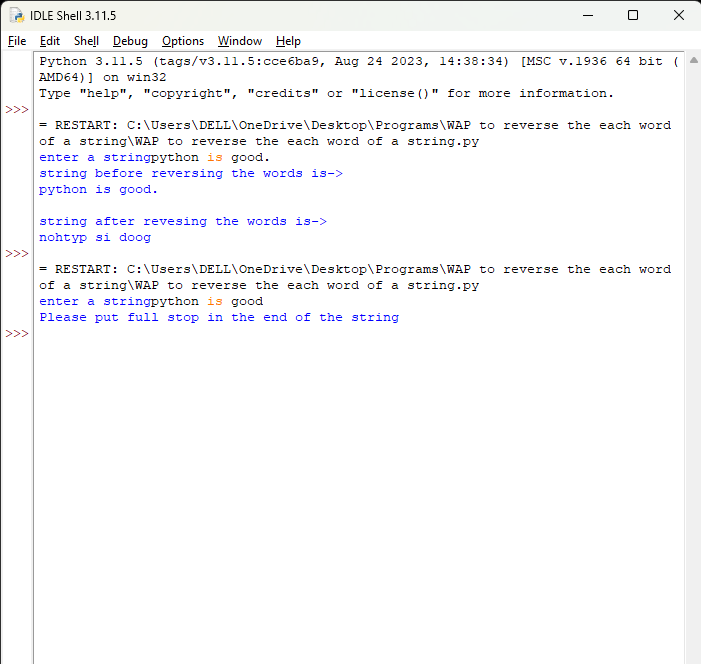 IDLE Shell 3.11.5
File Edit Shell Debug Options Window Help
Python 3.11.5 (tags/v3.11.5:cce6ba9, Aug 24 2023, 14:38:34) [MSC v.1936 64 bit (
AMD64)] on win32
Type "help", "copyright", "credits" or "license()" for more information.
>>>
= RESTART: C:\Users\DELL\OneDrive\Desktop\Programs\WAP to reverse the each word
of a string\WAP to reverse the each word of a string.py
enter a stringpython is good.
string before reversing the words is->
python is good.
string after revesing the words is->
nohtyp si doog
>>>
= RESTART: C:\Users\DELL\OneDrive\Desktop\Programs\WAP to reverse the each word
of a string\WAP to reverse the each word of a string.py
enter a stringpython is good
Please put full stop in the end of the string
>>>